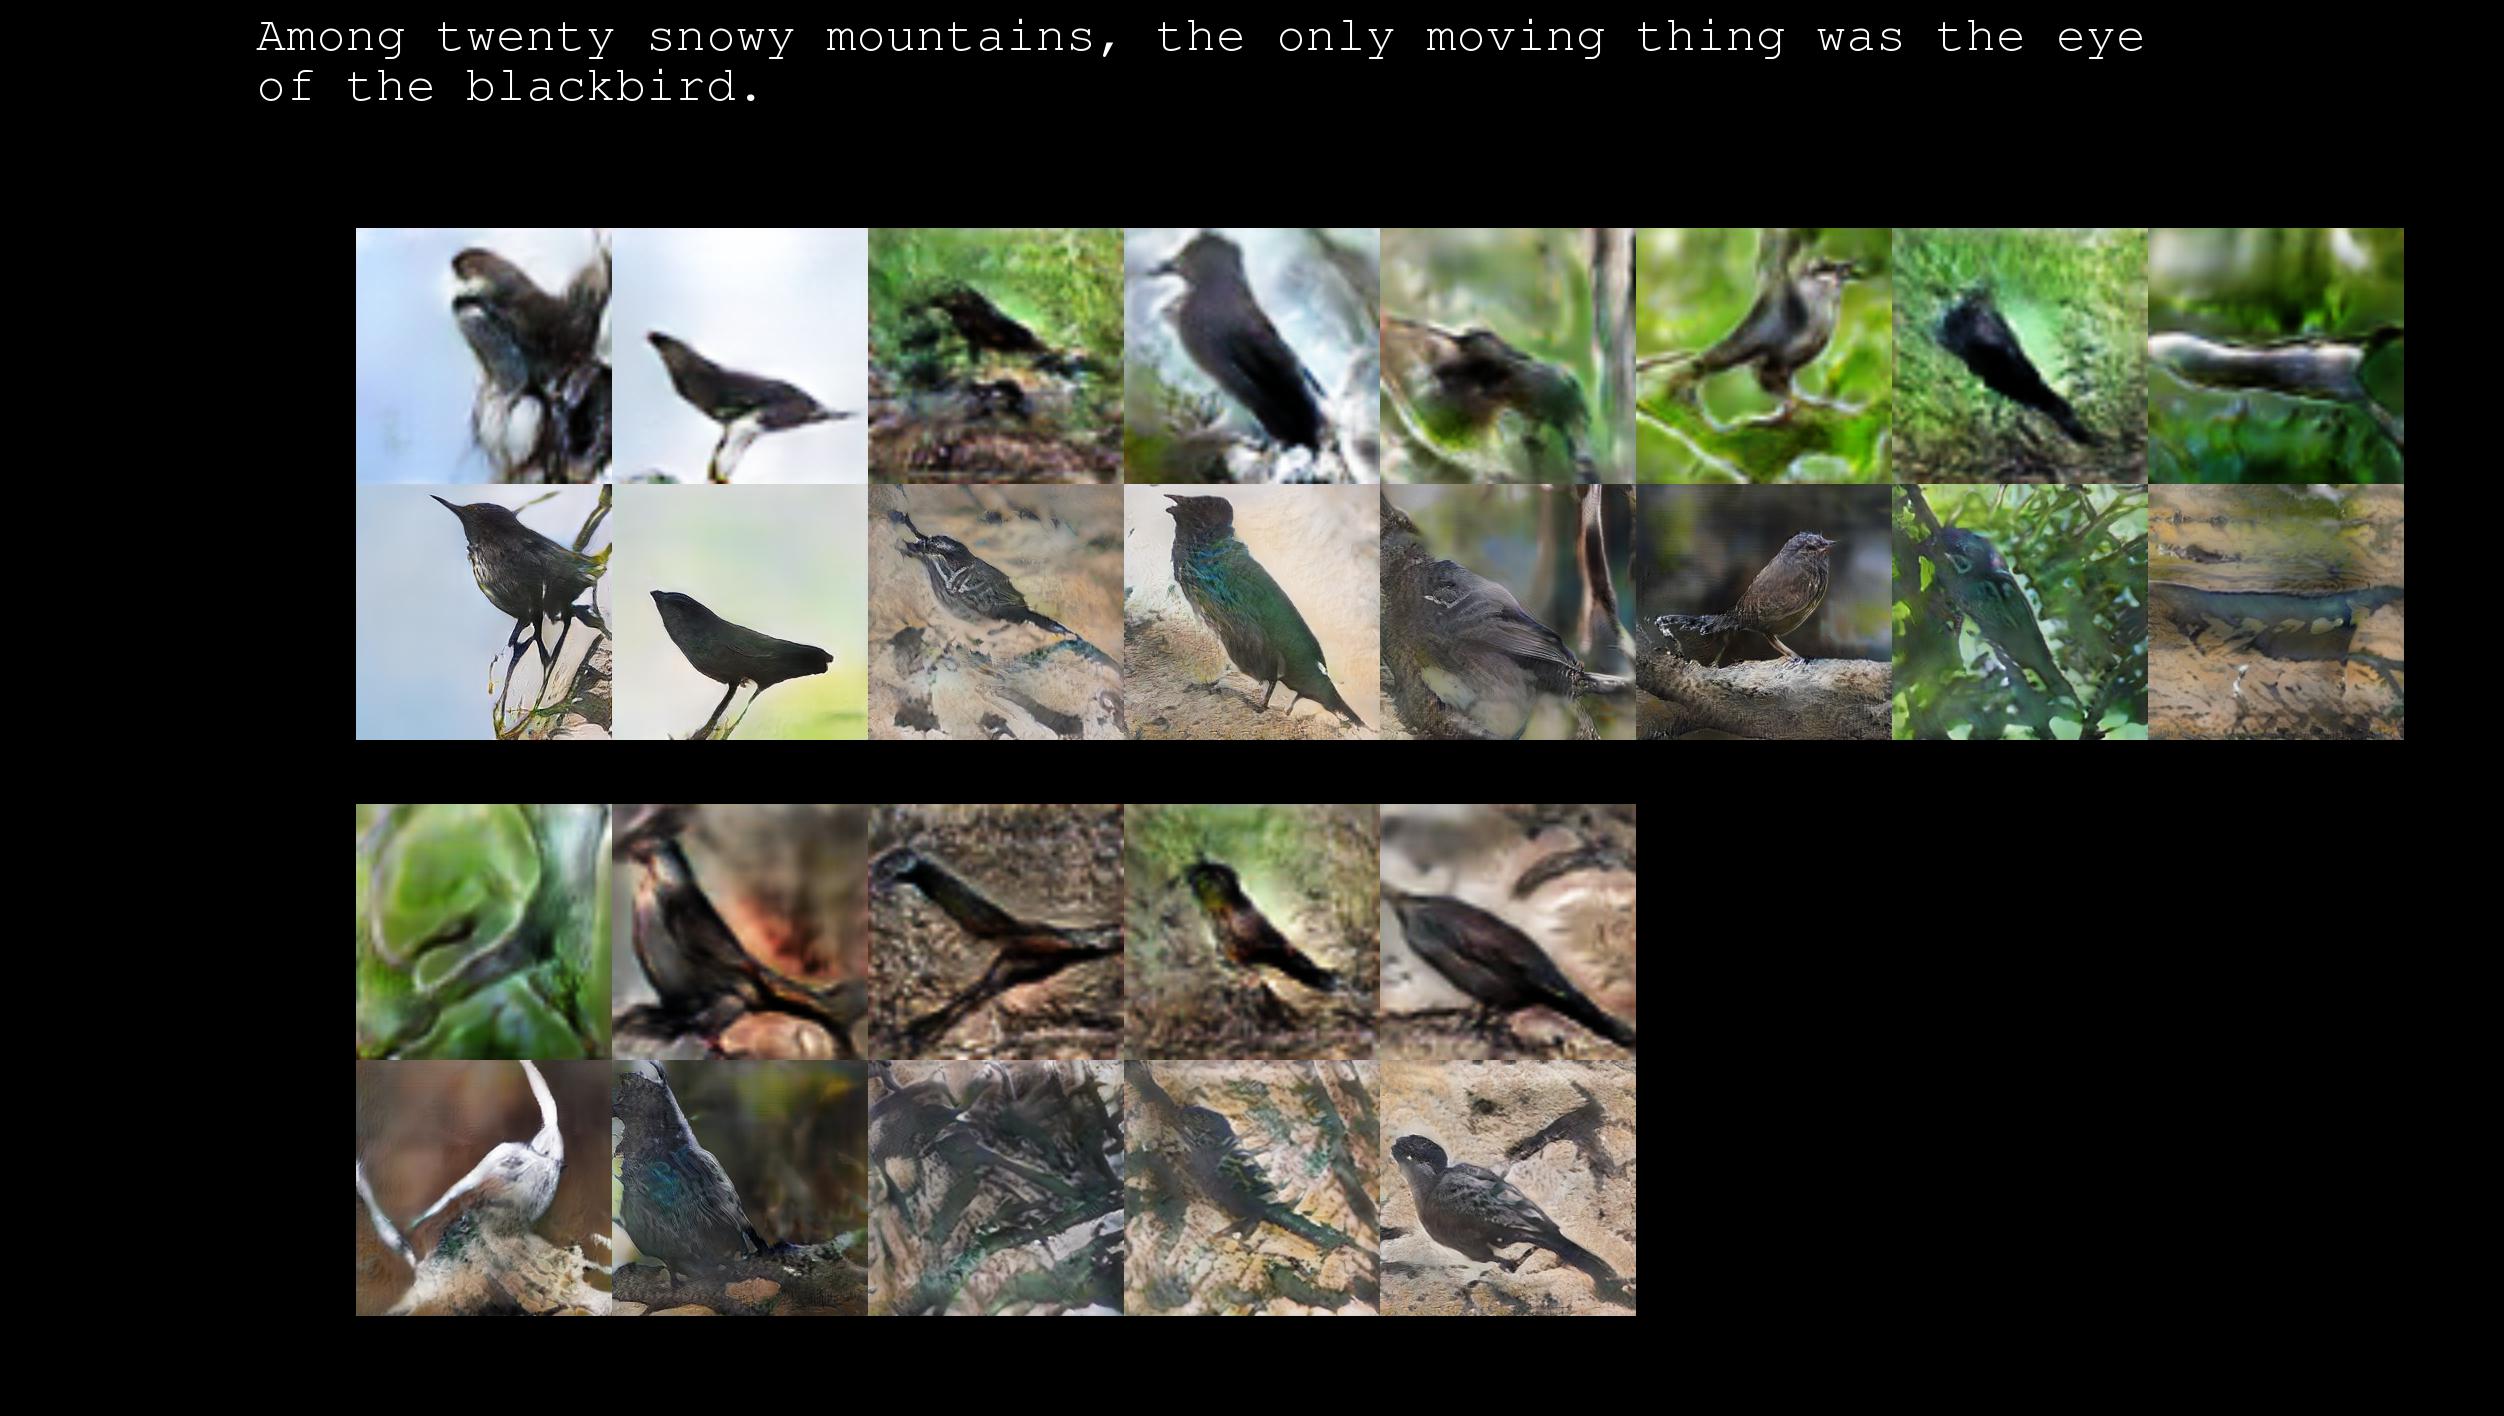 Among twenty snowy mountains, the only moving thing was the eye
of the blackbird.